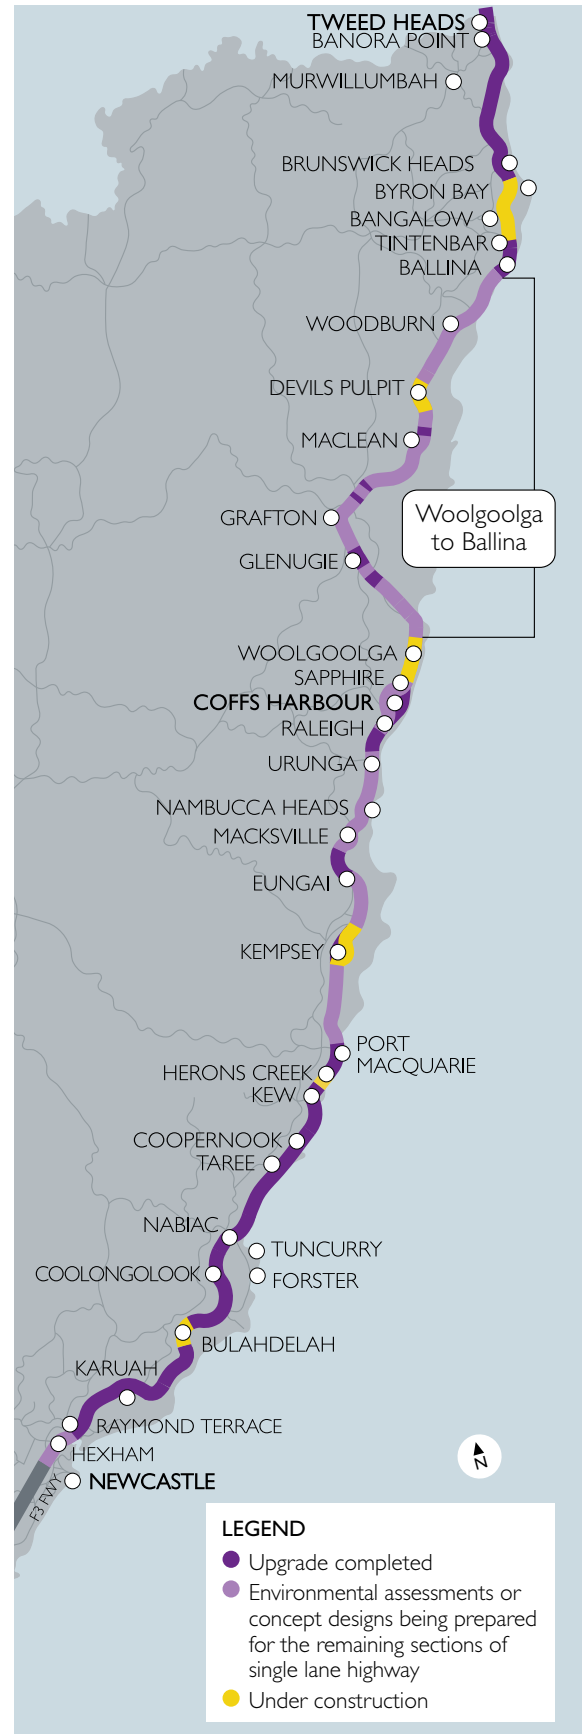 TWEED HEADS
BANORA POINT
MURWILLUMBAH
BRUNSWICK HEADS
BYRON BAY
BANGALOW
TINTENBAR
BALLINA
WOODBURN
DEVILS PULPIT
MACLEAN
GRAFTON
Woolgoolga
to Ballina
GLENUGIE
WOOLGOOLGA
SAPPHIRE
COFFS HARBOUR
RALEIGH
URUNGA
NAMBUCCA HEADS
MACKSVILLE
EUNGAI
KEMPSEY
PORT
MACQUARIE
HERONS CREEK
KEW
COOPERNOOK
TAREE
NABIAC
TUNCURRY
COOLONGOLOOK
FORSTER
BULAHDELAH
KARUAH
RAYMOND TERRACE
HEXHAM
F3 FWY
NEWCASTLE
N
LEGEND
Upgrade completed
Environmental assessments or
concept designs being prepared
for the remaining sections of
single lane highway
Under construction